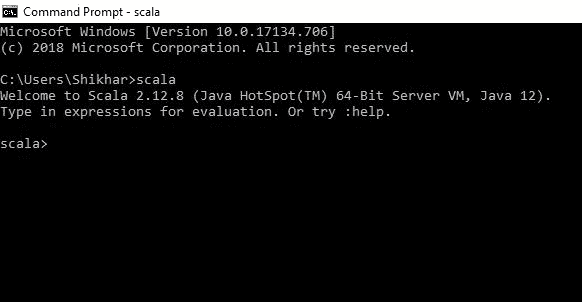 Command Prompt - scala
Microsoft Windows [Version 10.0.17134.706]
(c) 2018 Microsoft Corporation. All rights reserved.
C:\Users\Shikhar>scala
Welcome to Scala 2.12.8 (Java HotSpot(TM) 64-Bit Server VM, Java 12).
Type in expressions for evaluation. Or try :help.
scala>